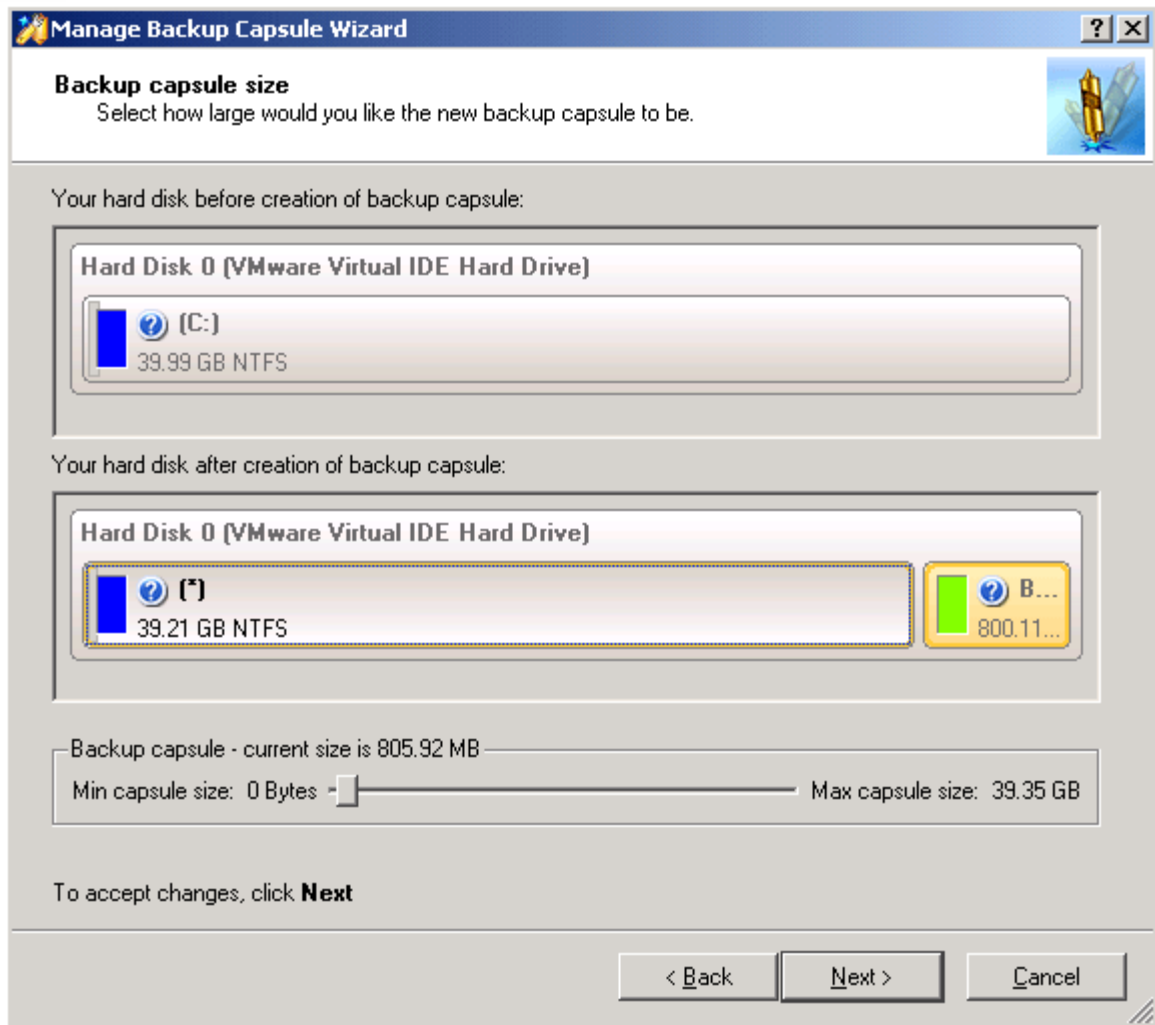 Manage Backup Capsule Wizard
Backup capsule size
Select how large would you like the new backup capsule to be.
Your hard disk before creation of backup capsule:
Hard Disk 0 (VMware Virtual IDE Hard Drive)
(C:)
39.99 GB NTFS
Your hard disk after creation of backup capsule:
Hard Disk 0 (VMware Virtual IDE Hard Drive)
(*) B...
39.21 GB NTFS 800.11...
Backup capsule - current size is 805.92 MB
Min capsule size: 0 Bytes Max capsule size: 39.35 GB
To accept changes, click Next
< Back Next > Cancel